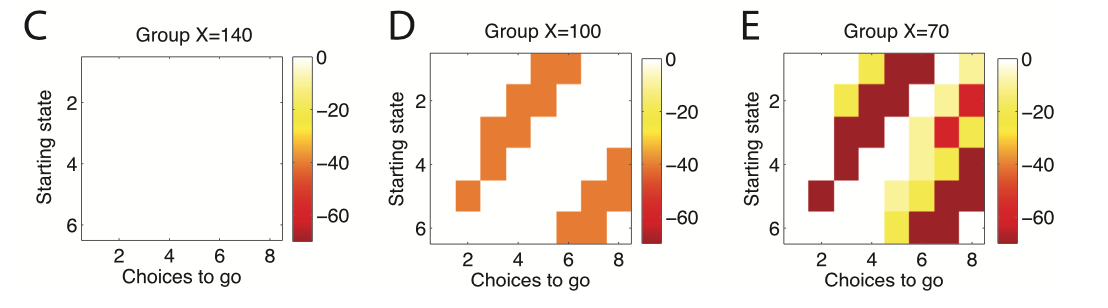 C
Group X=140
Starting state
2
4
6
2 4 6 8
Choices to go
0
−20
−40
−60
D
Group X=100
Starting state
2
4
6
2 4 6 8
Choices to go
0
−20
−40
−60
E
Group X=70
Starting state
2
4
6
2 4 6 8
Choices to go
0
−20
−40
−60